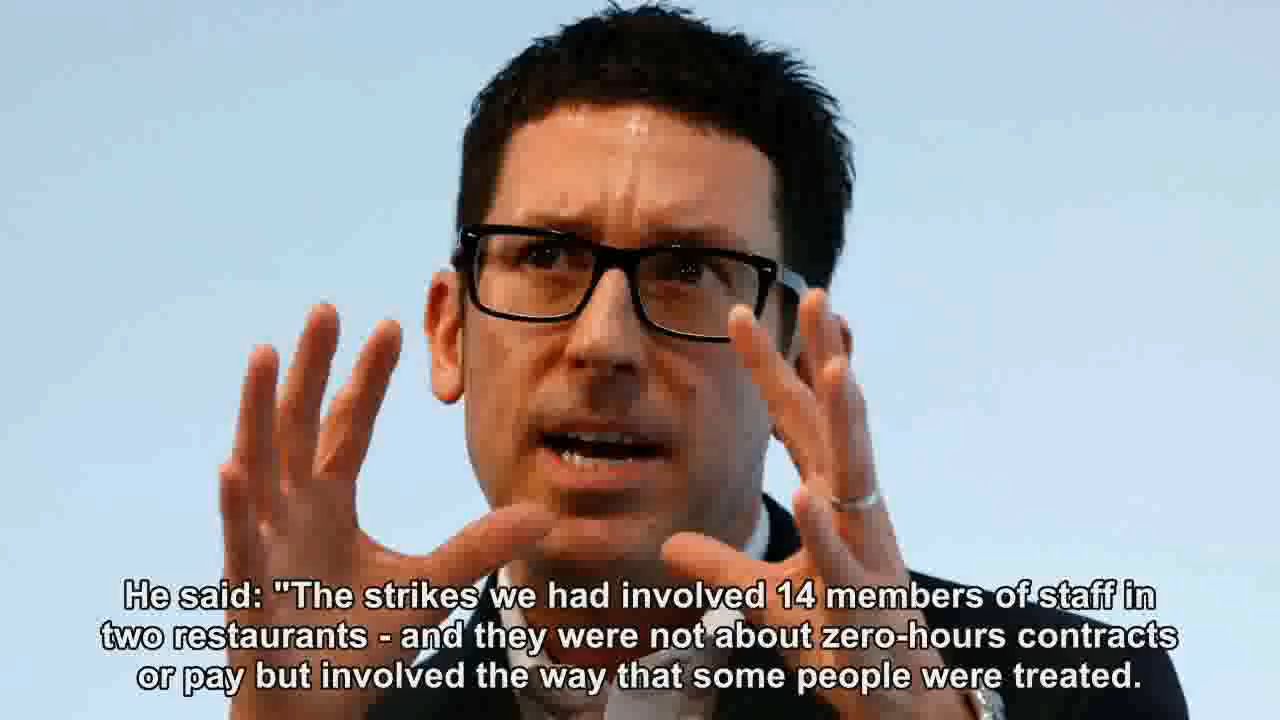 He said: "The strikes we had involved 14 members of staff in
two restaurants - and they were not about zero-hours contracts
or pay but involved the way that some people were treated.